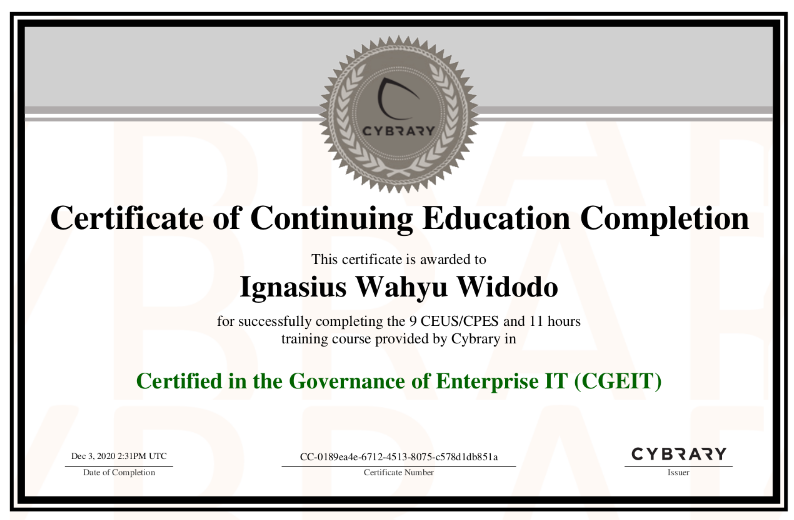 CYBRARY
Certificate of Continuing Education Completion
This certificate is awarded to
Ignasius Wahyu Widodo
for successfully completing the 9 CEUS/CPES and 11 hours
training course provided by Cybrary in
Certified in the Governance of Enterprise IT (CGEIT)
Dec 3, 2020 2:31PM UTC
Date of Completion
CC-0189ea4e-6712-4513-8075-c578d1db851a
Certificate Number
CYBRARY
Issuer